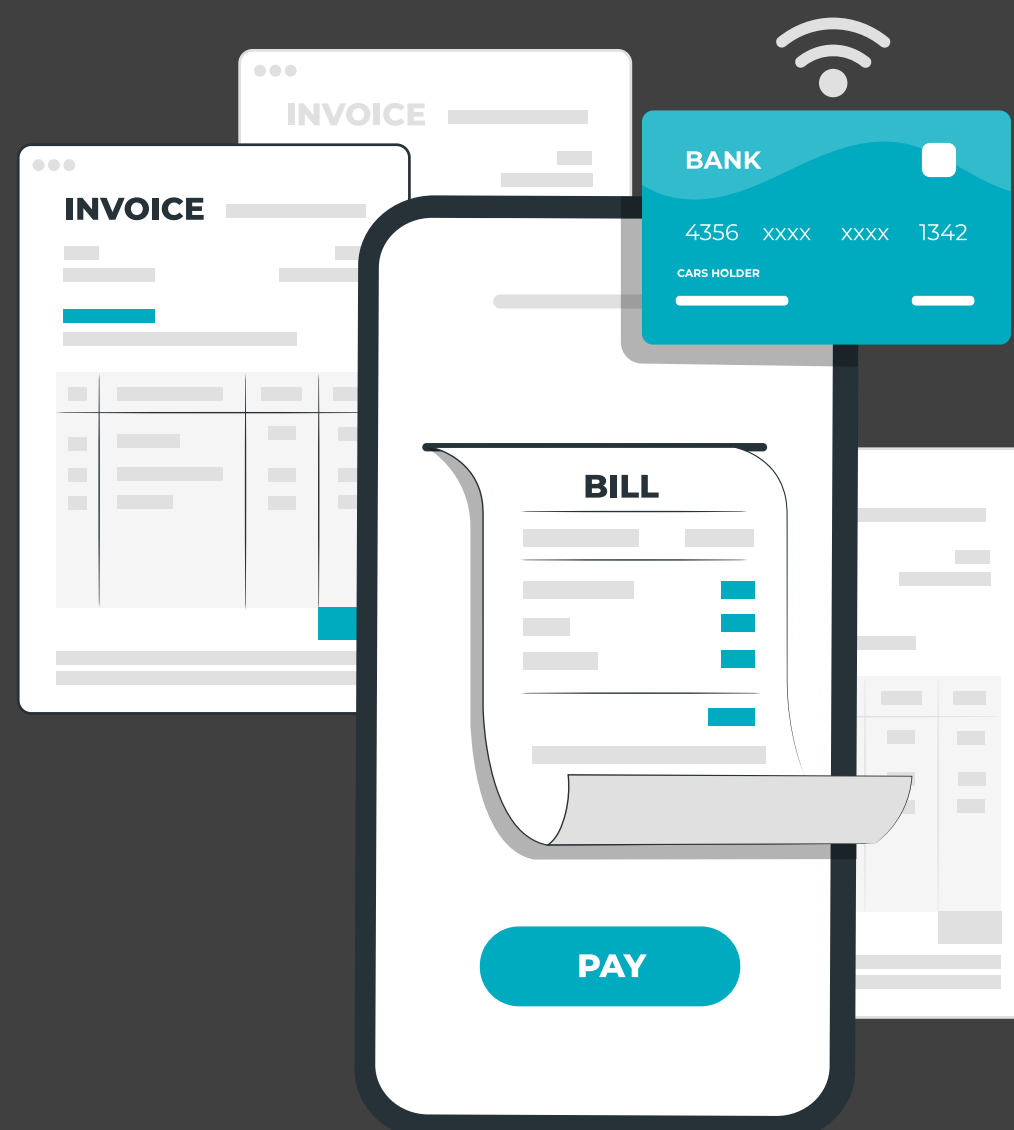 INVOICE
INVOICE
BANK
4356 xxxx xxxx 1342
CARS HOLDER
BILL
PAY